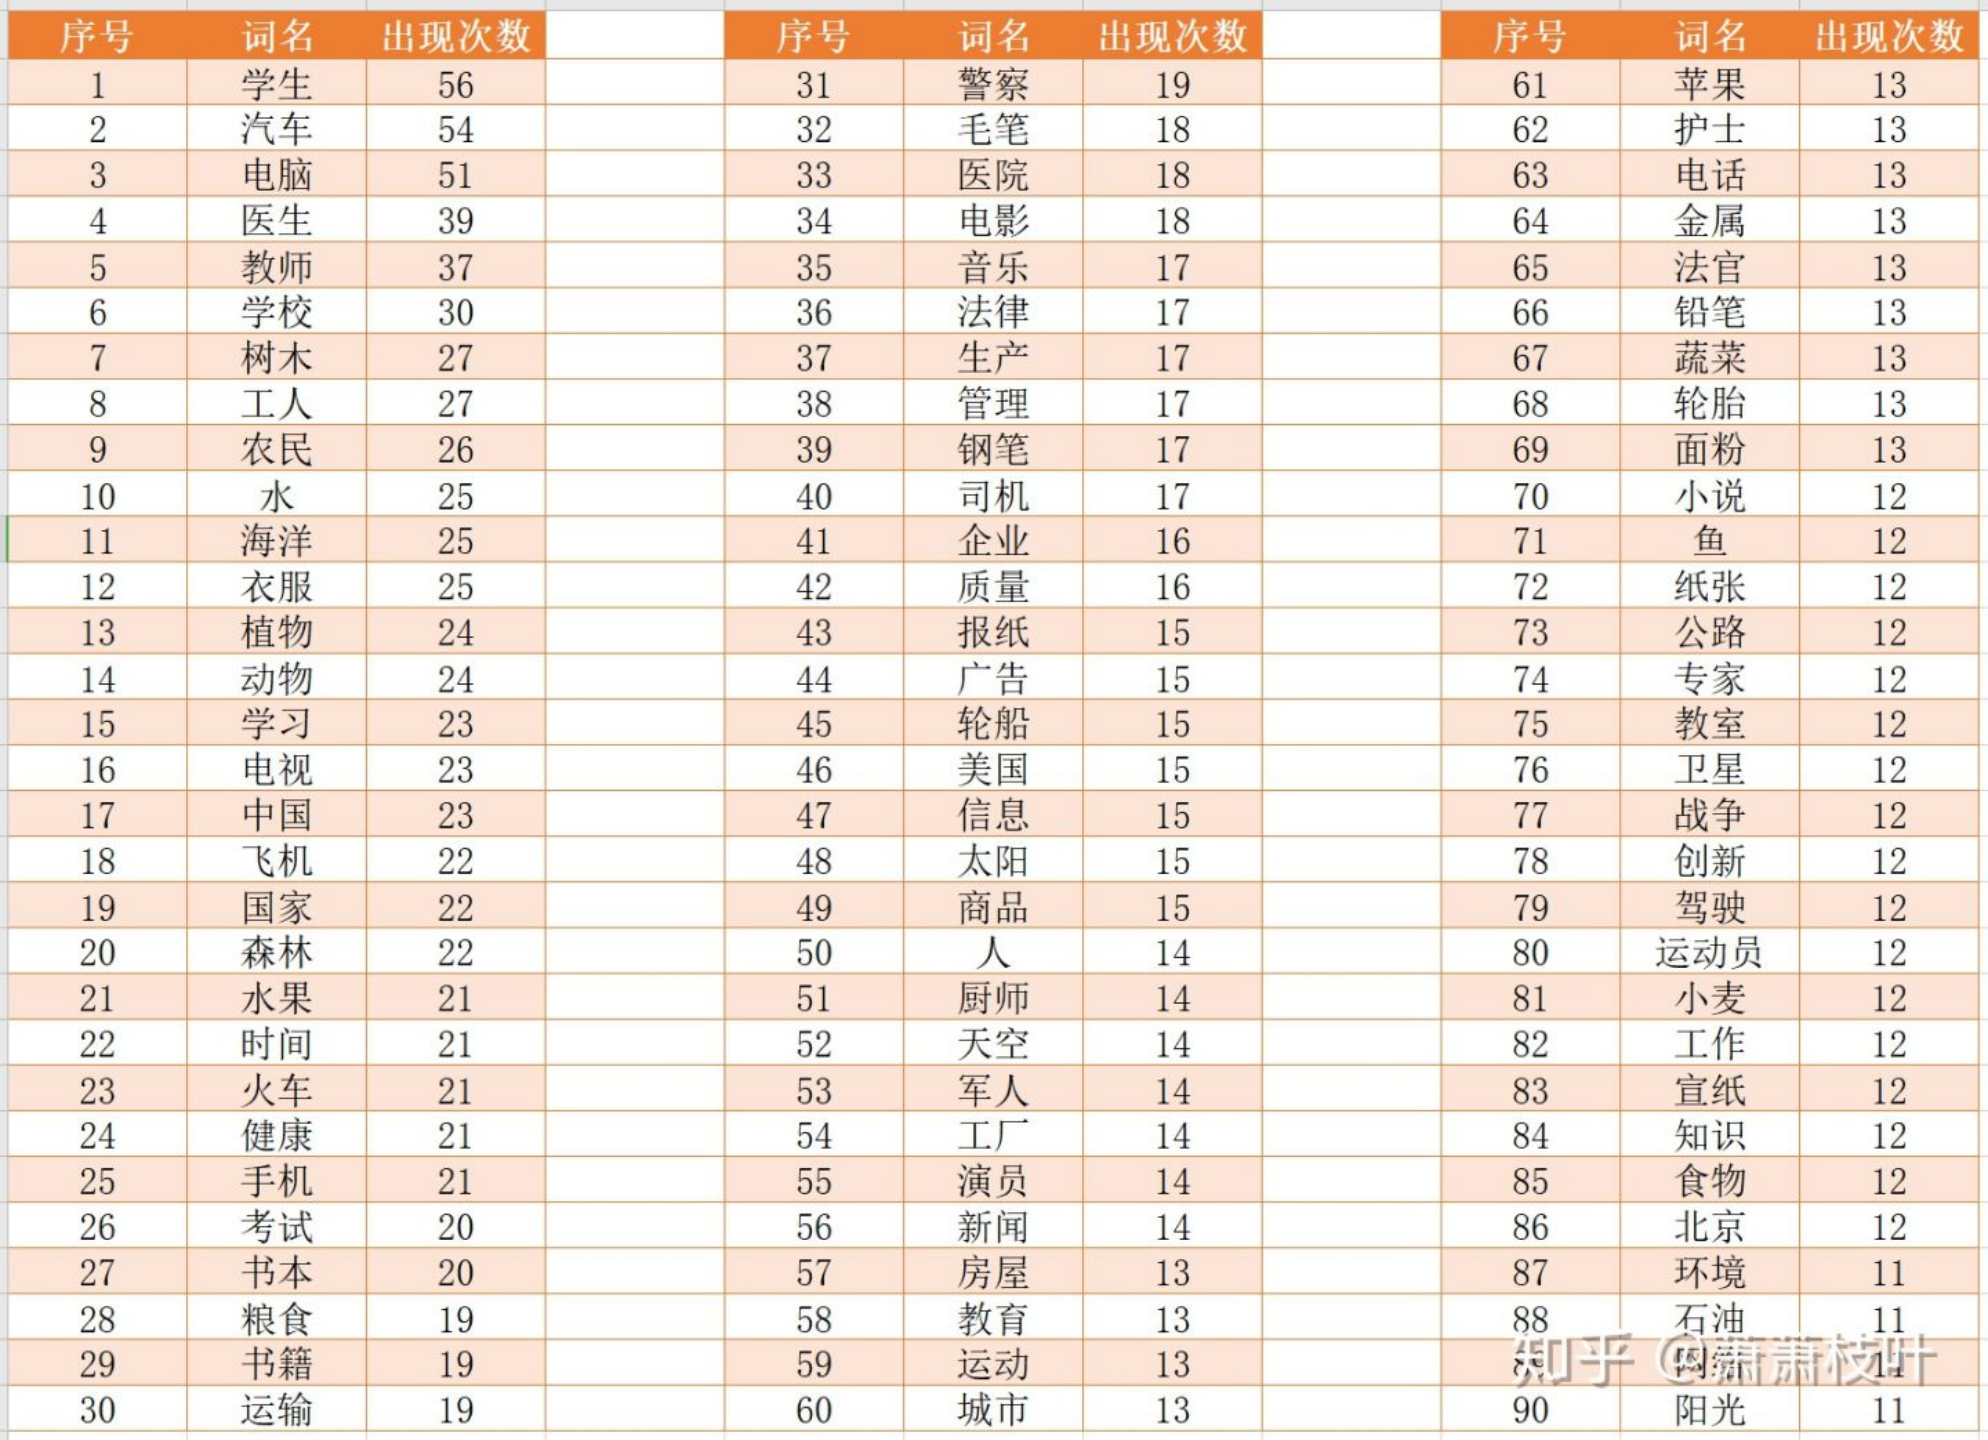 序号 词名 出现次数 序号 词名 出现次数 序号 词名 出现次数
1 学生 56 31 警察 19 61 苹果 13
2 汽车 54 32 毛笔 18 62 护士 13
3 电脑 51 33 医院 18 63 电话 13
4 医生 39 34 电影 18 64 金属 13
5 教师 37 35 音乐 17 65 法官 13
6 学校 30 36 法律 17 66 铅笔 13
7 树木 27 37 生产 17 67 蔬菜 13
8 工人 27 38 管理 17 68 轮胎 13
9 农民 26 39 钢笔 17 69 面粉 13
10 水 25 40 司机 17 70 小说 12
11 海洋 25 41 企业 16 71 鱼 12
12 衣服 25 42 质量 16 72 纸张 12
13 植物 24 43 报纸 15 73 公路 12
14 动物 24 44 广告 15 74 专家 12
15 学习 23 45 轮船 15 75 教室 12
16 电视 23 46 美国 15 76 卫星 12
17 中国 23 47 信息 15 77 战争 12
18 飞机 22 48 太阳 15 78 创新 12
19 国家 22 49 商品 15 79 驾驶 12
20 森林 22 50 人 14 80 运动员 12
21 水果 21 51 厨师 14 81 小麦 12
22 时间 21 52 天空 14 82 工作 12
23 火车 21 53 军人 14 83 宣纸 12
24 健康 21 54 工厂 14 84 知识 12
25 手机 21 55 演员 14 85 食物 12
26 考试 20 56 新闻 14 86 北京 12
27 书本 20 57 房屋 13 87 环境 11
28 粮食 19 58 教育 13 88 石油 11
29 书籍 19 59 运动 13 89 11
30 运输 19 60 城市 13 90 阳光 11
知乎 @萧萧枝叶